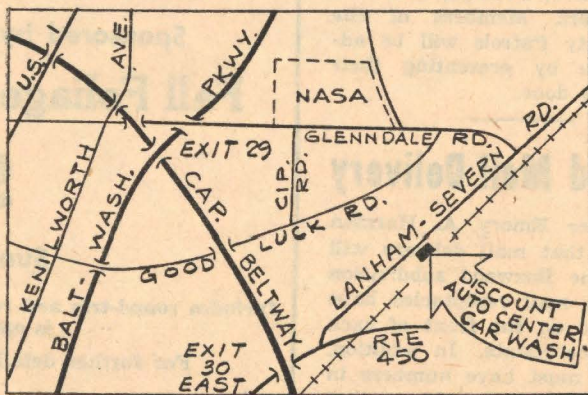 U.S. 1
AVE.
PKWY.
NASA
RD.
GLENNDALE RD.
EXIT 29
CIP. RD.
KENILWORTH
BALT-WASH.
CAP. BELTWAY
GOOD LUCK RD.
LANHAM-SEVERN
DISCOUNT
AUTO CENTER
CAR WASH
RTE
450
EXIT
30
EAST